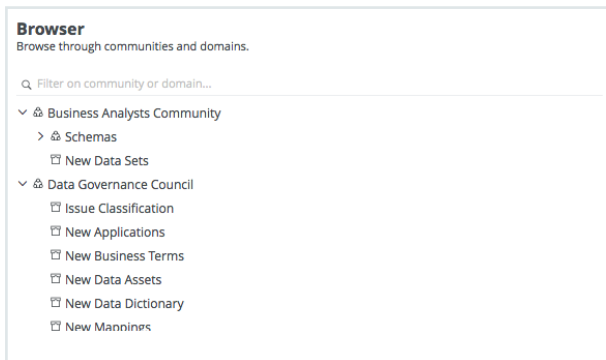 Browser
Browse through communities and domains.
Filter on community or domain...
Business Analysts Community
Schemas
New Data Sets
Data Governance Council
Issue Classification
New Applications
New Business Terms
New Data Assets
New Data Dictionary
New Mappings